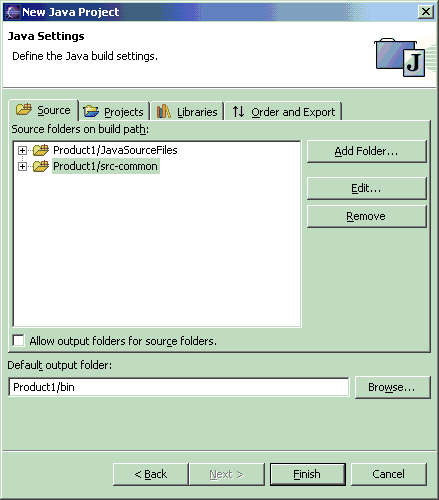 New Java Project
Java Settings
Define the Java build settings.
J
Source Projects Libraries Order and Export
Source folders on build path:
Product1/JavaSourceFiles
Product1/src-common
Add Folder...
Edit...
Remove
Allow output folders for source folders.
Default output folder:
Product1/bin
Browse...
< Back Next > Finish Cancel